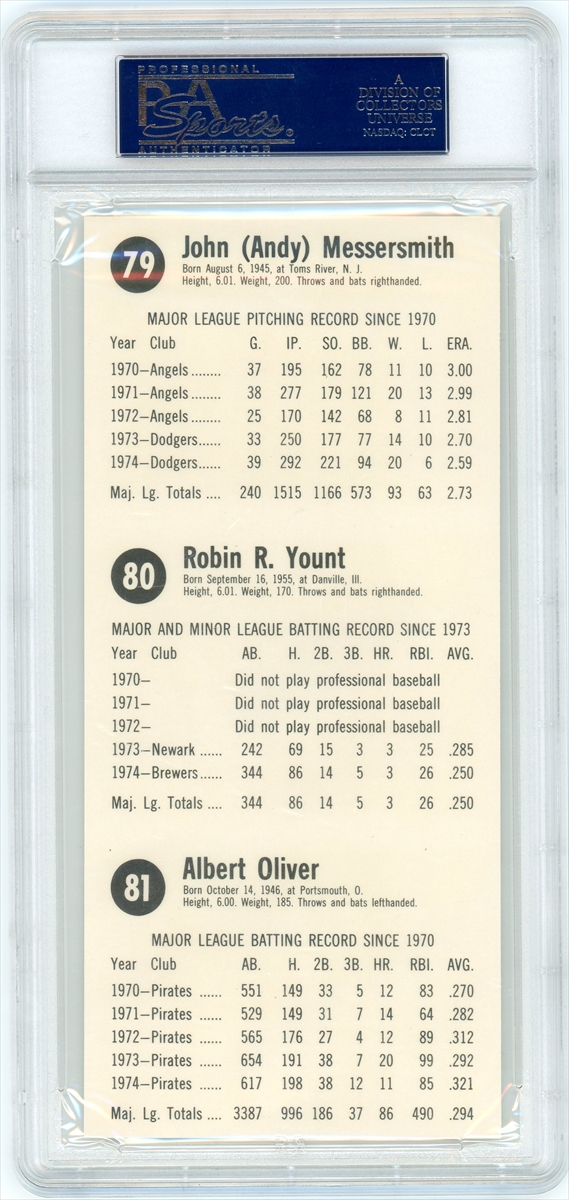 PROFESSIONAL
PSA
Sports®
AUTHENTICATOR
A
DIVISION OF
COLLECTORS
UNIVERSE
NASDAQ: CLCT
79 John (Andy) Messersmith
Born August 6, 1945, at Toms River, N. J.
Height, 6.01. Weight, 200. Throws and bats righthanded.
MAJOR LEAGUE PITCHING RECORD SINCE 1970
Year Club G. IP. SO. BB. W. L. ERA.
1970—Angels ........ 37 195 162 78 11 10 3.00
1971—Angels ........ 38 277 179 121 20 13 2.99
1972—Angels ........ 25 170 142 68 8 11 2.81
1973—Dodgers...... 33 250 177 77 14 10 2.70
1974—Dodgers...... 39 292 221 94 20 6 2.59
Maj. Lg. Totals .... 240 1515 1166 573 93 63 2.73
80 Robin R. Yount
Born September 16, 1955, at Danville, Ill.
Height, 6.01. Weight, 170. Throws and bats righthanded.
MAJOR AND MINOR LEAGUE BATTING RECORD SINCE 1973
Year Club AB. H. 2B. 3B. HR. RBI. AVG.
1970— Did not play professional baseball
1971— Did not play professional baseball
1972— Did not play professional baseball
1973—Newark ...... 242 69 15 3 3 25 .285
1974—Brewers...... 344 86 14 5 3 26 .250
Maj. Lg. Totals .... 344 86 14 5 3 26 .250
81 Albert Oliver
Born October 14, 1946, at Portsmouth, O.
Height, 6.00. Weight, 185. Throws and bats lefthanded.
MAJOR LEAGUE BATTING RECORD SINCE 1970
Year Club AB. H. 2B. 3B. HR. RBI. AVG.
1970—Pirates ...... 551 149 33 5 12 83 .270
1971—Pirates ...... 529 149 31 7 14 64 .282
1972—Pirates ...... 565 176 27 4 12 89 .312
1973—Pirates ...... 654 191 38 7 20 99 .292
1974—Pirates ...... 617 198 38 12 11 85 .321
Maj. Lg. Totals .... 3387 996 186 37 86 490 .294